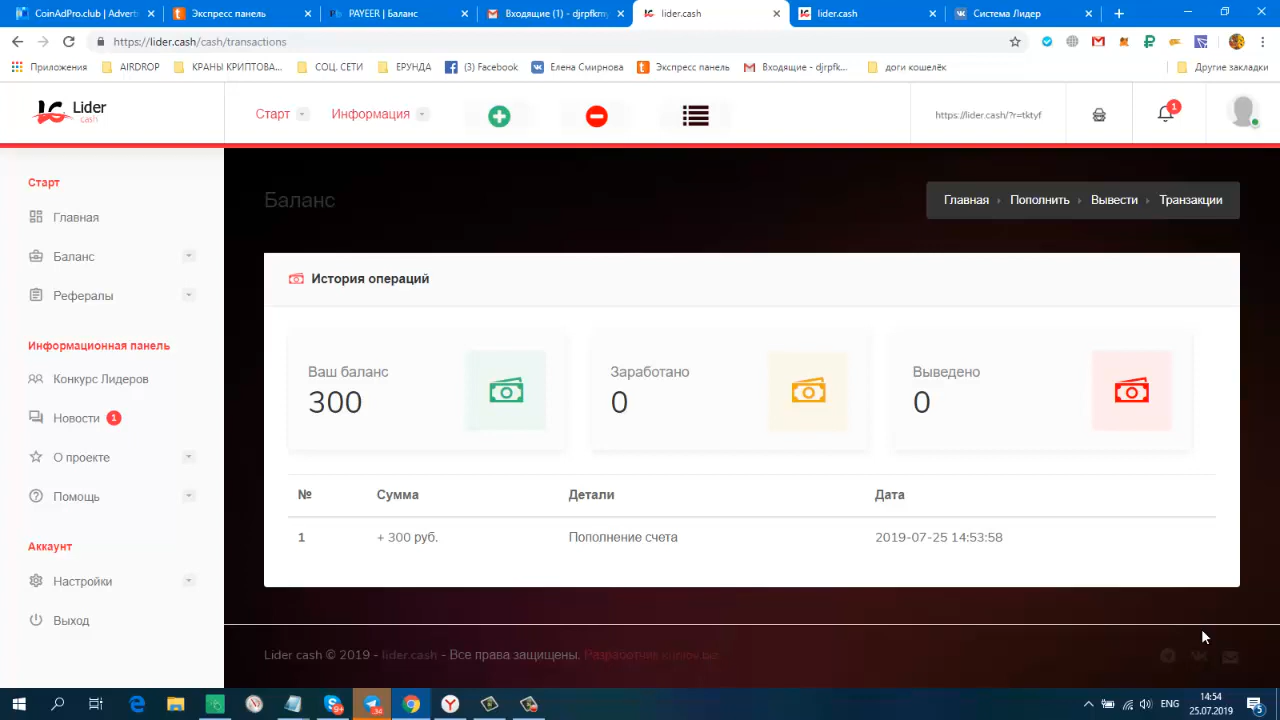 CoinAdPro.club | Advert
Экспресс панель
PAYEER | Баланс
Входящие (1) - djrpfkmy
lider.cash
lider.cash
Система Лидер
https://lider.cash/cash/transactions
Приложения
AIRDROP
КРАНЫ КРИПТОВА...
СОЦ. СЕТИ
ЕРУНДА
(3) Facebook
Елена Смирнова
Экспресс панель
Входящие - djrpfk...
доги кошелёк
Другие закладки
Lider
cash
Старт
Информация
https://lider.cash/?r=tktyf
1
Старт
Главная
Баланс
Рефералы
Информационная панель
Конкурс Лидеров
Новости 1
О проекте
Помощь
Аккаунт
Настройки
Выход
Баланс
Главная › Пополнить › Вывести › Транзакции
История операций
Ваш баланс
300
Заработано
0
Выведено
0
№ Сумма Детали Дата
1 + 300 руб. Пополнение счета 2019-07-25 14:53:58
Lider cash © 2019 - lider.cash - Все права защищены. Разработчик
ENG
14:54
25.07.2019
5